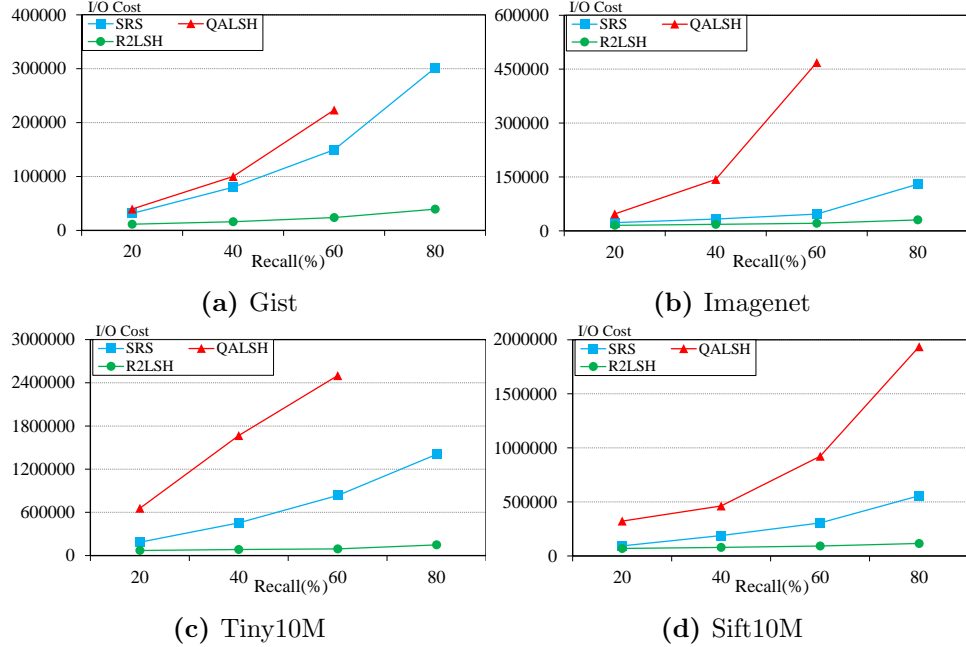 I/O Cost
SRS QALSH
R2LSH
400000
300000
200000
100000
0
20 40 60 80
Recall(%)
(a) Gist
I/O Cost
SRS QALSH
R2LSH
600000
450000
300000
150000
0
20 40 60 80
Recall(%)
(b) Imagenet
I/O Cost
SRS QALSH
R2LSH
3000000
2400000
1800000
1200000
600000
0
20 40 60 80
Recall(%)
(c) Tiny10M
I/O Cost
SRS QALSH
R2LSH
2000000
1500000
1000000
500000
0
20 40 60 80
Recall(%)
(d) Sift10M